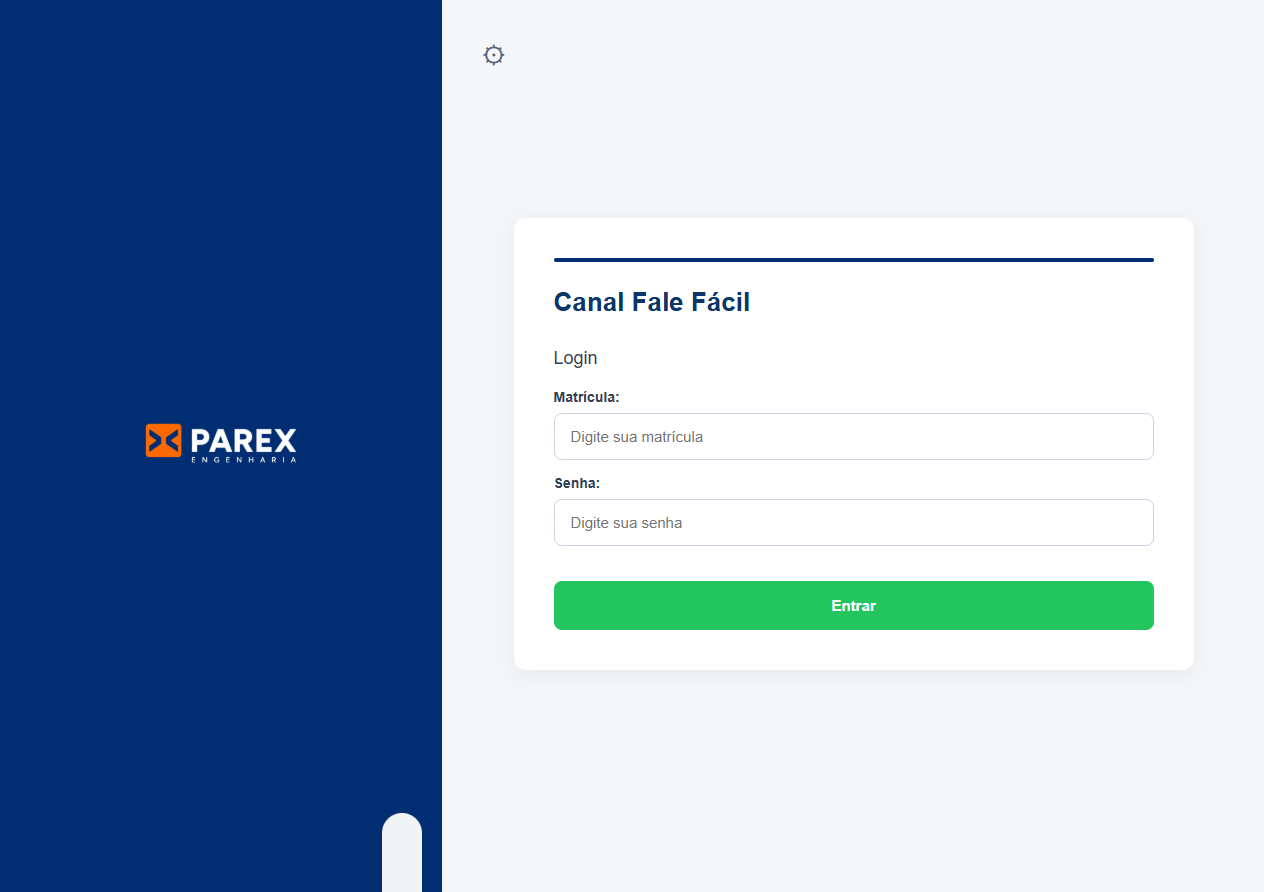 PAREX
ENGENHARIA
Canal Fale Fácil
Login
Matrícula:
Digite sua matrícula
Senha:
Digite sua senha
Entrar